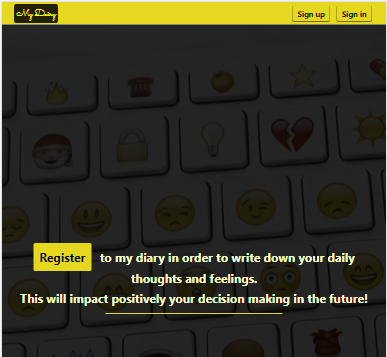 My Diary
Sign up Sign in
Register to my diary in order to write down your daily
thoughts and feelings.
This will impact positively your decision making in the future!